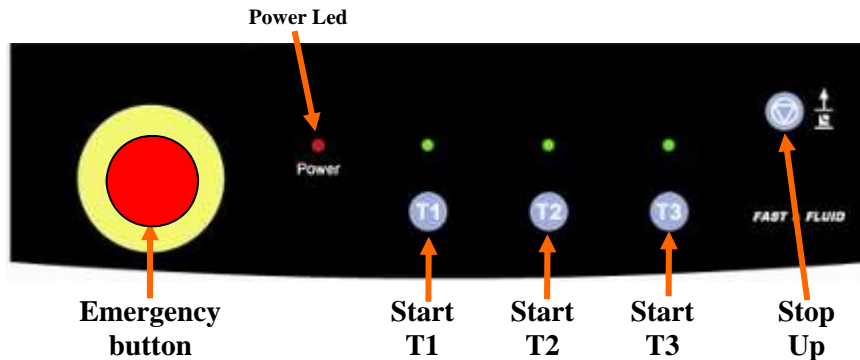 Power Led
Power
T1
T2
T3
FAST & FLUID
Emergency
button
Start
T1
Start
T2
Start
T3
Stop
Up